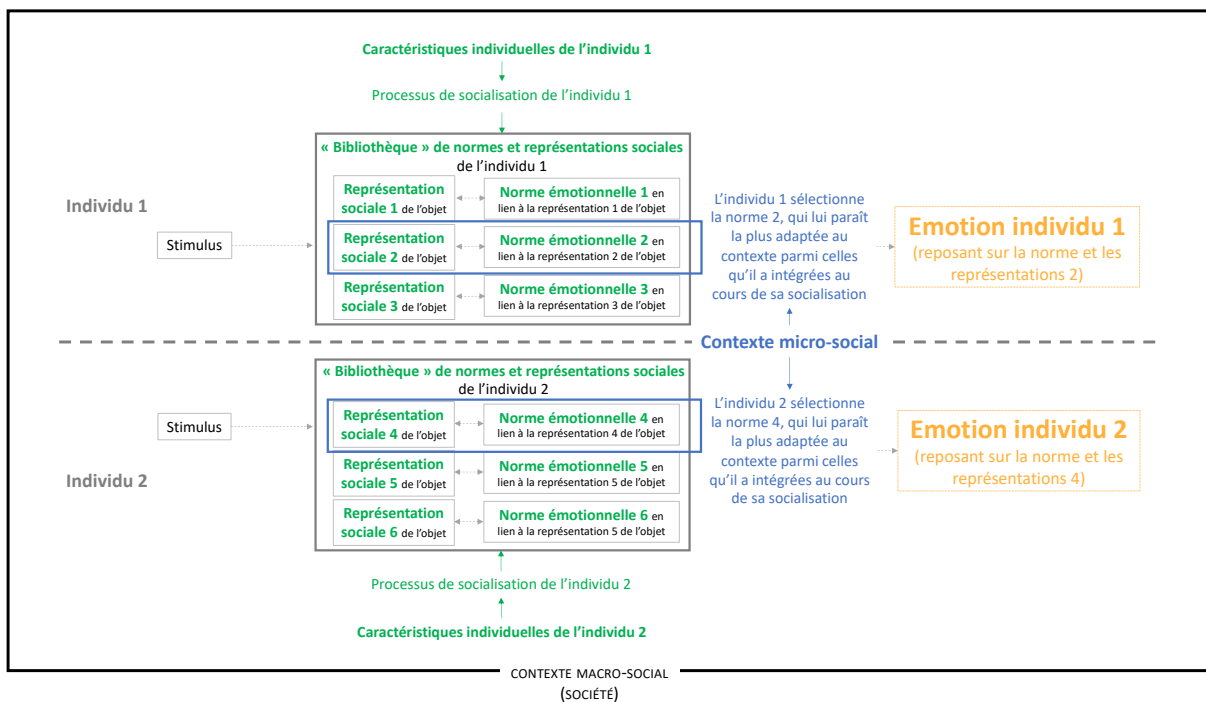 Caractéristiques individuelles de l’individu 1
Processus de socialisation de l’individu 1
« Bibliothèque » de normes et représentations sociales
de l’individu 1
Individu 1
Stimulus
Représentation
sociale 1 de l’objet
Norme émotionnelle 1 en
lien à la représentation 1 de l’objet
Représentation
sociale 2 de l’objet
Norme émotionnelle 2 en
lien à la représentation 2 de l’objet
Représentation
sociale 3 de l’objet
Norme émotionnelle 3 en
lien à la représentation 3 de l’objet
L’individu 1 sélectionne
la norme 2, qui lui paraît
la plus adaptée au
contexte parmi celles
qu’il a intégrées au
cours de sa socialisation
Emotion individu 1
(reposant sur la norme et les
représentations 2)
Contexte micro-social
« Bibliothèque » de normes et représentations sociales
de l’individu 2
Individu 2
Stimulus
Représentation
sociale 4 de l’objet
Norme émotionnelle 4 en
lien à la représentation 4 de l’objet
Représentation
sociale 5 de l’objet
Norme émotionnelle 5 en
lien à la représentation 5 de l’objet
Représentation
sociale 6 de l’objet
Norme émotionnelle 6 en
lien à la représentation 5 de l’objet
L’individu 2 sélectionne
la norme 4, qui lui paraît
la plus adaptée au
contexte parmi celles
qu’il a intégrées au cours
de sa socialisation
Emotion individu 2
(reposant sur la norme et les
représentations 4)
Processus de socialisation de l’individu 2
Caractéristiques individuelles de l’individu 2
CONTEXTE MACRO-SOCIAL
(SOCIÉTÉ)